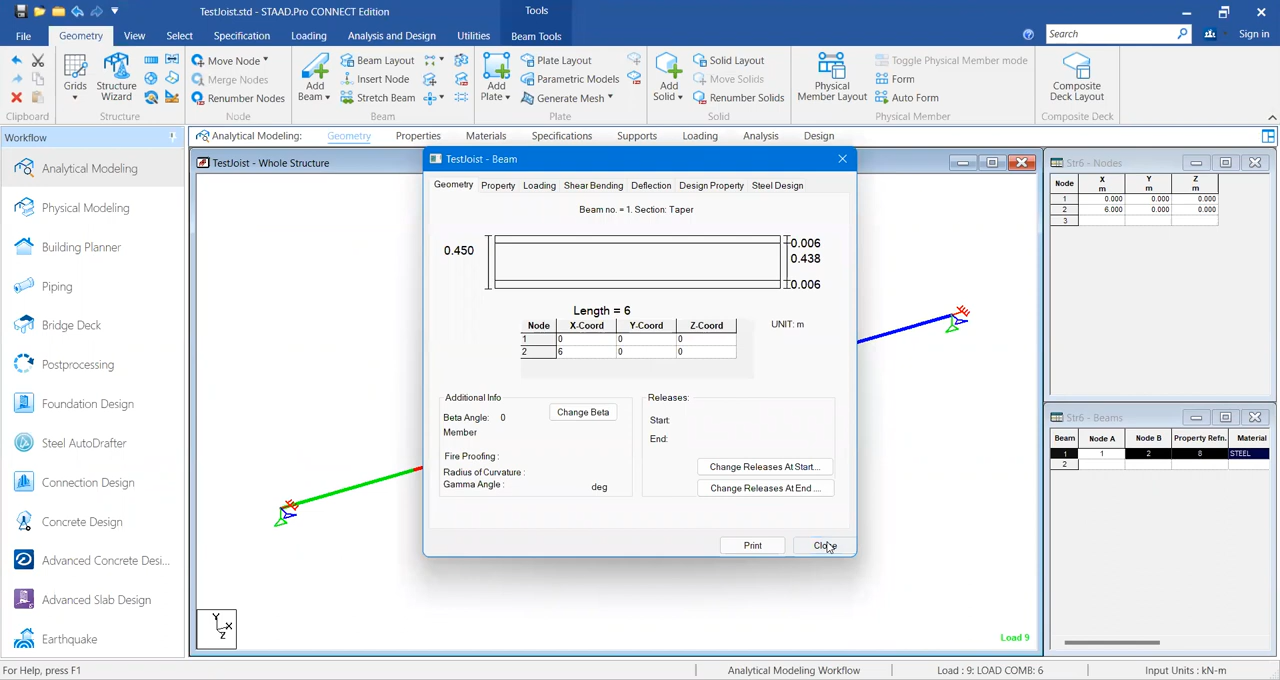 TestJoist.std - STAAD.Pro CONNECT Edition
Tools
File
Geometry
View
Select
Specification
Loading
Analysis and Design
Utilities
Beam Tools
Search
Sign in
Move Node
Merge Nodes
Renumber Nodes
Grids
Structure Wizard
Add Beam
Beam Layout
Insert Node
Stretch Beam
Add Plate
Plate Layout
Parametric Models
Generate Mesh
Add Solid
Solid Layout
Move Solids
Renumber Solids
Physical Member Layout
Toggle Physical Member mode
Form
Auto Form
Composite Deck Layout
Clipboard
Structure
Node
Beam
Plate
Solid
Physical Member
Composite Deck
Workflow
Analytical Modeling:
Geometry
Properties
Materials
Specifications
Supports
Loading
Analysis
Design
Analytical Modeling
Physical Modeling
Building Planner
Piping
Bridge Deck
Postprocessing
Foundation Design
Steel AutoDrafter
Connection Design
Concrete Design
Advanced Concrete Desi...
Advanced Slab Design
Earthquake
TestJoist - Whole Structure
TestJoist - Beam
Geometry
Property
Loading
Shear Bending
Deflection
Design Property
Steel Design
Beam no. = 1. Section: Taper
0.450
0.006
0.438
0.006
Length = 6
UNIT: m
Node X-Coord Y-Coord Z-Coord
1 0 0 0
2 6 0 0
Additional Info
Beta Angle: 0
Change Beta
Member
Fire Proofing :
Radius of Curvature :
Gamma Angle :
deg
Releases:
Start:
End:
Change Releases At Start...
Change Releases At End ....
Print
Close
Y
X
Z
Load 9
Str6 - Nodes
Node X m Y m Z m
1 0.000 0.000 0.000
2 6.000 0.000 0.000
3
Str6 - Beams
Beam Node A Node B Property Refn. Material
1 1 2 8 STEEL
2
For Help, press F1
Analytical Modeling Workflow
Load : 9: LOAD COMB: 6
Input Units : kN-m